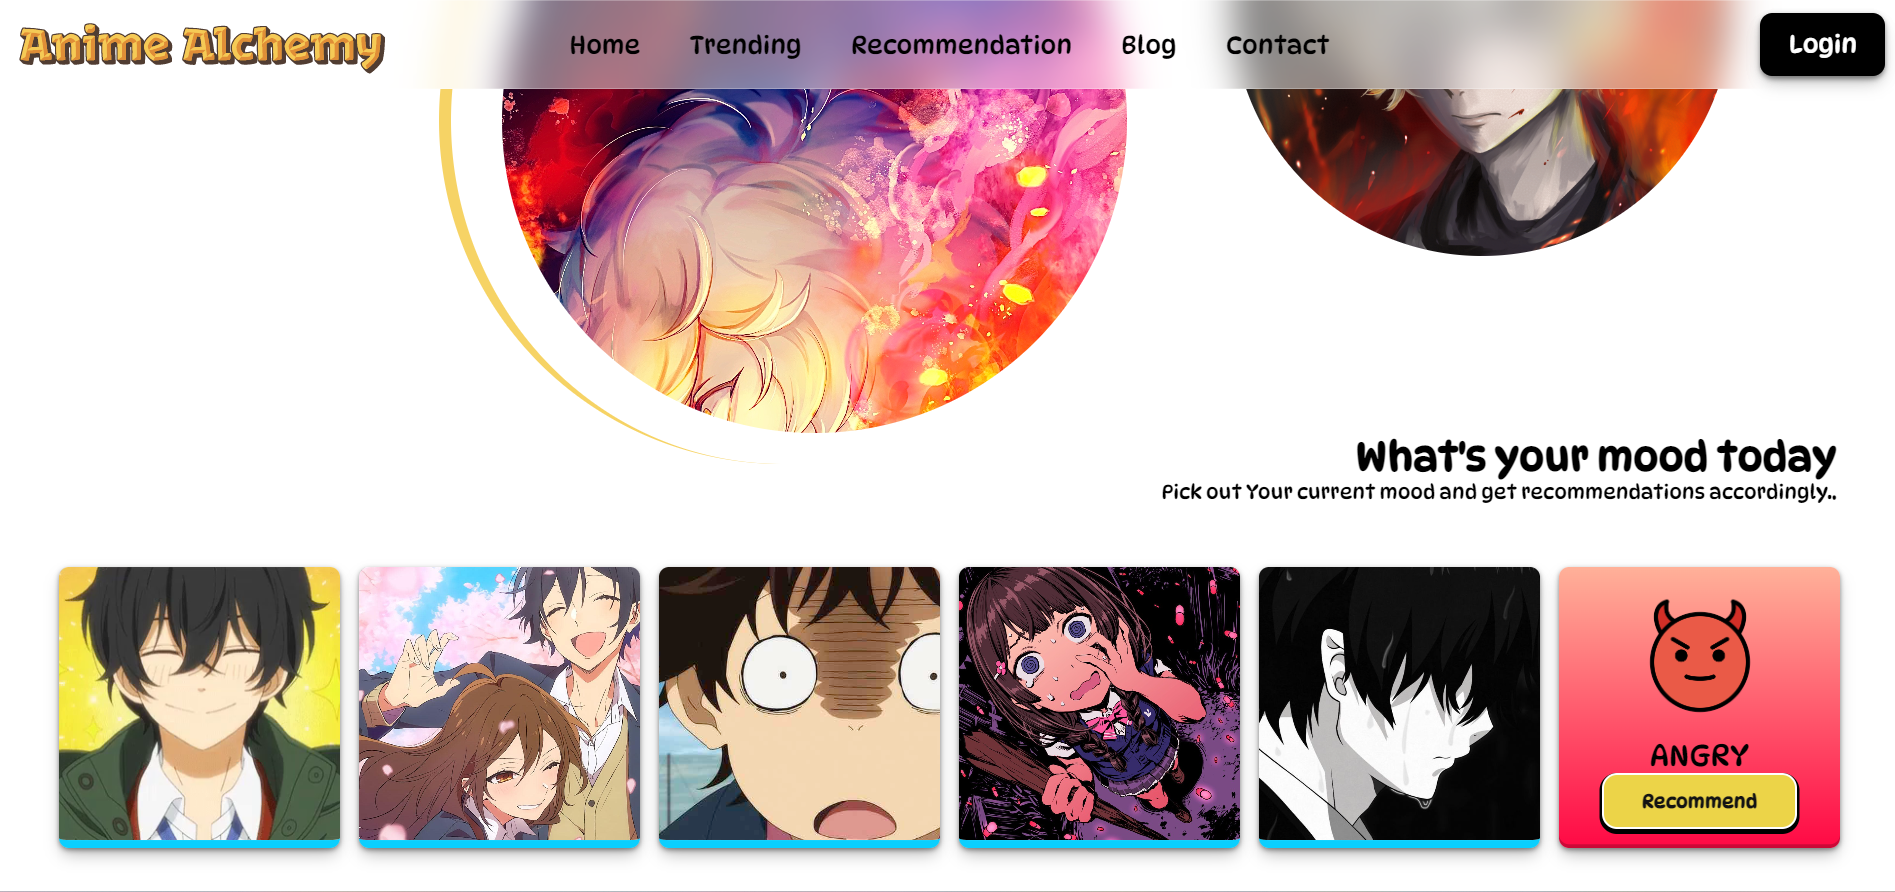 Anime Alchemy
Home Trending Recommendation Blog Contact
Login
What's your mood today
Pick out Your current mood and get recommendations accordingly..
ANGRY
Recommend